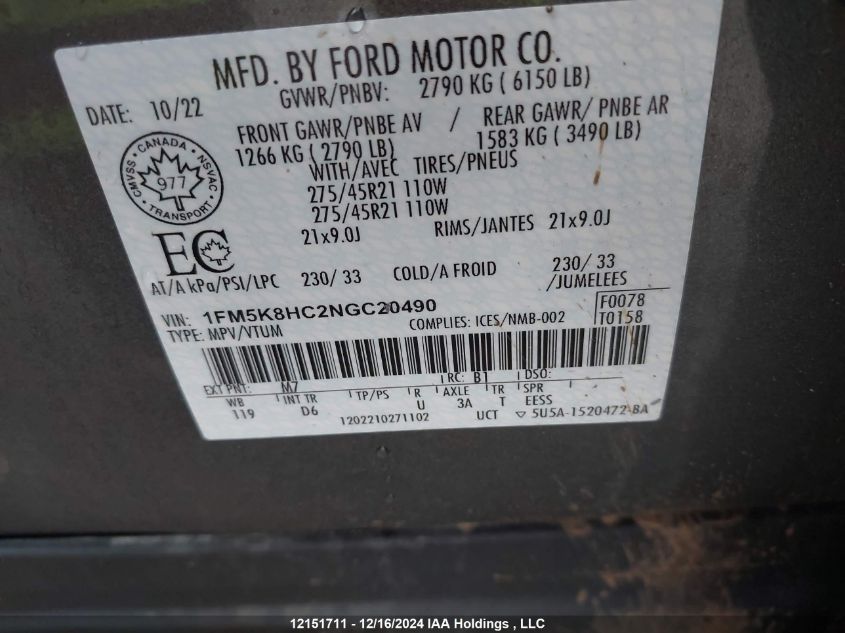 MFD. BY FORD MOTOR CO.
DATE: 10/22 GVWR/PNBV: 2790 KG ( 6150 LB)
FRONT GAWR/PNBE AV / REAR GAWR/ PNBE AR
1266 KG ( 2790 LB) 1583 KG ( 3490 LB)
WITH/AVEC TIRES/PNEUS
275/45R21 110W
275/45R21 110W
21x9.0J RIMS/JANTES 21x9.0J
CANADA
CMVSS NSVAC
977
TRANSPORT
EC
AT/A kPa/PSI/LPC 230/ 33 COLD/A FROID 230/ 33
/JUMELEES
VIN: 1FM5K8HC2NGC20490 F0078
TYPE: MPV/VTUM COMPLIES: ICES/NMB-002 T0158
EXT PNT: M7 RC: B1 DSO:
WB INT TR TP/PS R AXLE TR SPR
119 D6 U 3A T EESS
1202210271102 UCT ▽ 5U5A-1520472-BA
12151711 - 12/16/2024 IAA Holdings , LLC